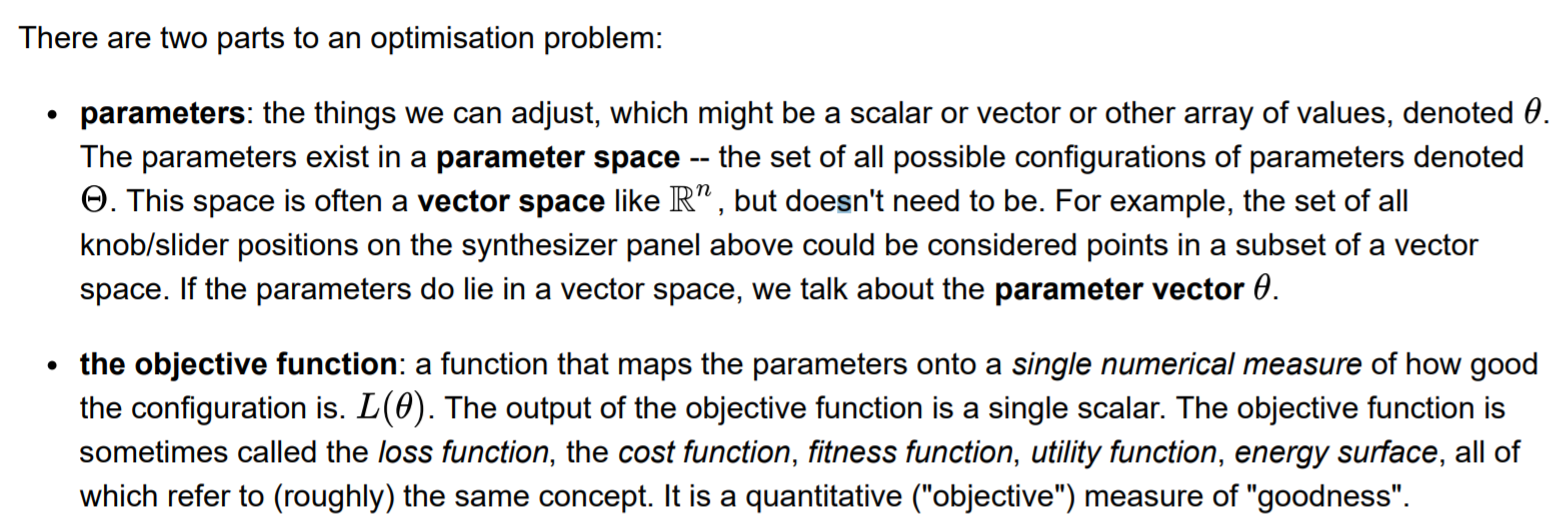 There are two parts to an optimisation problem:
• parameters: the things we can adjust, which might be a scalar or vector or other array of values, denoted θ.
The parameters exist in a parameter space -- the set of all possible configurations of parameters denoted
Θ. This space is often a vector space like ℝⁿ, but doesn't need to be. For example, the set of all
knob/slider positions on the synthesizer panel above could be considered points in a subset of a vector
space. If the parameters do lie in a vector space, we talk about the parameter vector θ.
• the objective function: a function that maps the parameters onto a single numerical measure of how good
the configuration is. L(θ). The output of the objective function is a single scalar. The objective function is
sometimes called the loss function, the cost function, fitness function, utility function, energy surface, all of
which refer to (roughly) the same concept. It is a quantitative ("objective") measure of "goodness".